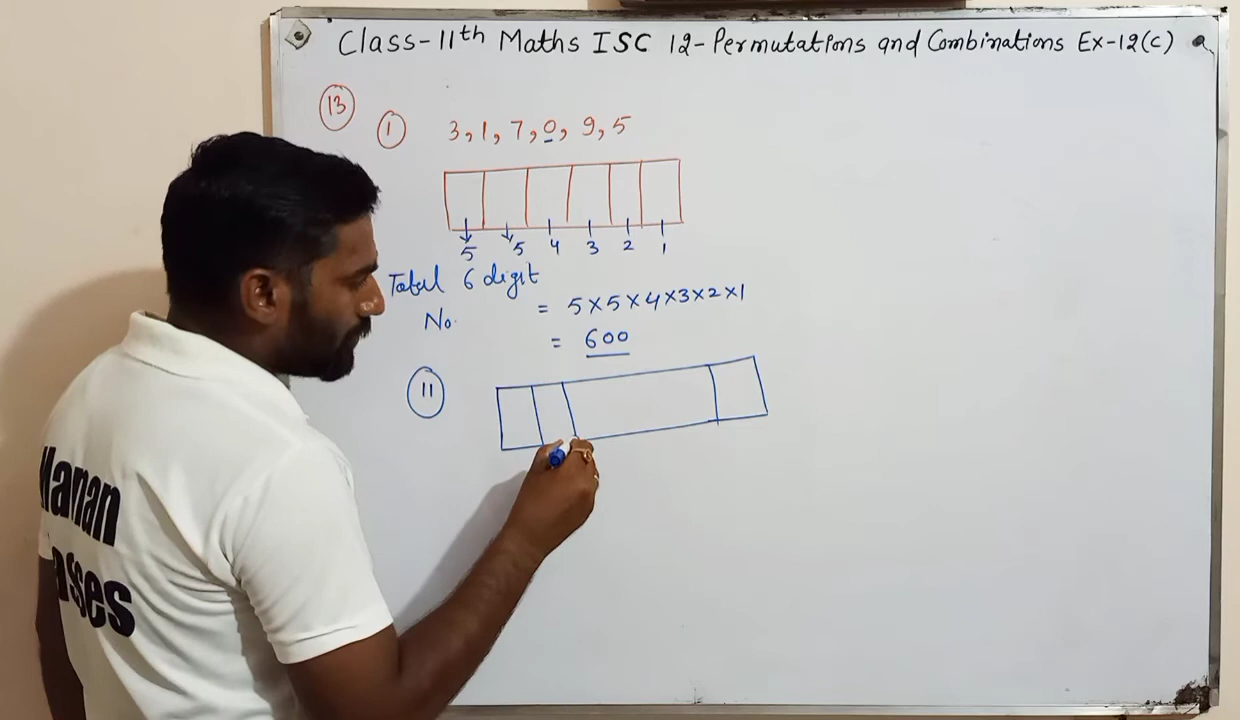 Class-11th Maths ISC 12-Permutations and Combinations Ex-12(c)
13
1 3, 1, 7, 0, 9, 5
5 5 4 3 2 1
Total 6 digit
No. = 5×5×4×3×2×1
= 600
11
Manan